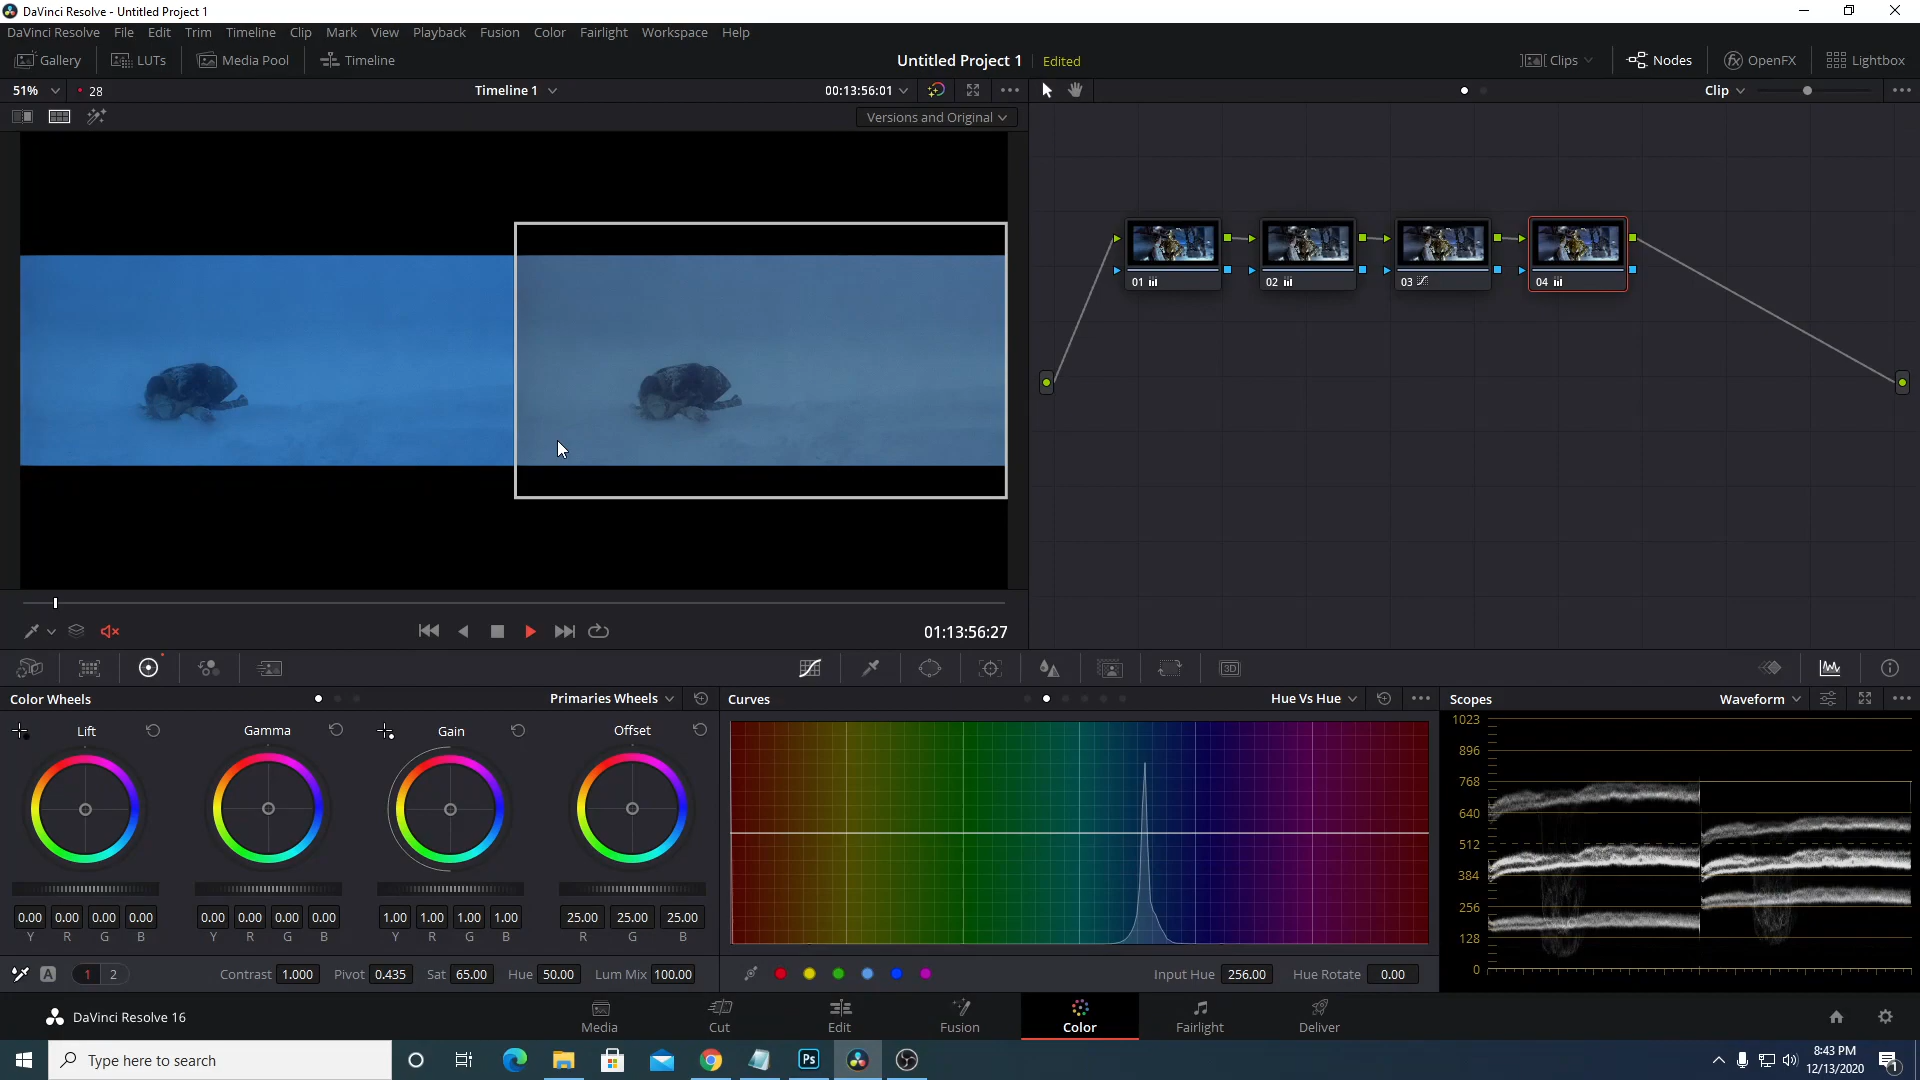 DaVinci Resolve - Untitled Project 1
DaVinci Resolve File Edit Trim Timeline Clip Mark View Playback Fusion Color Fairlight Workspace Help
Gallery LUTs Media Pool Timeline Untitled Project 1 Edited Clips Nodes OpenFX Lightbox
51% 28 Timeline 1 00:13:56:01 Clip
Versions and Original
01 02 03 04
01:13:56:27
3D
Color Wheels Primaries Wheels Curves Hue Vs Hue Scopes Waveform
Lift Gamma Gain Offset
1023
896
768
640
512
384
256
128
0
0.00 0.00 0.00 0.00 0.00 0.00 0.00 0.00 1.00 1.00 1.00 1.00 25.00 25.00 25.00
Y R G B Y R G B Y R G B R G B
A 1 2 Contrast 1.000 Pivot 0.435 Sat 65.00 Hue 50.00 Lum Mix 100.00 Input Hue 256.00 Hue Rotate 0.00
DaVinci Resolve 16 Media Cut Edit Fusion Color Fairlight Deliver
Type here to search Ps 8:43 PM
12/13/2020 1